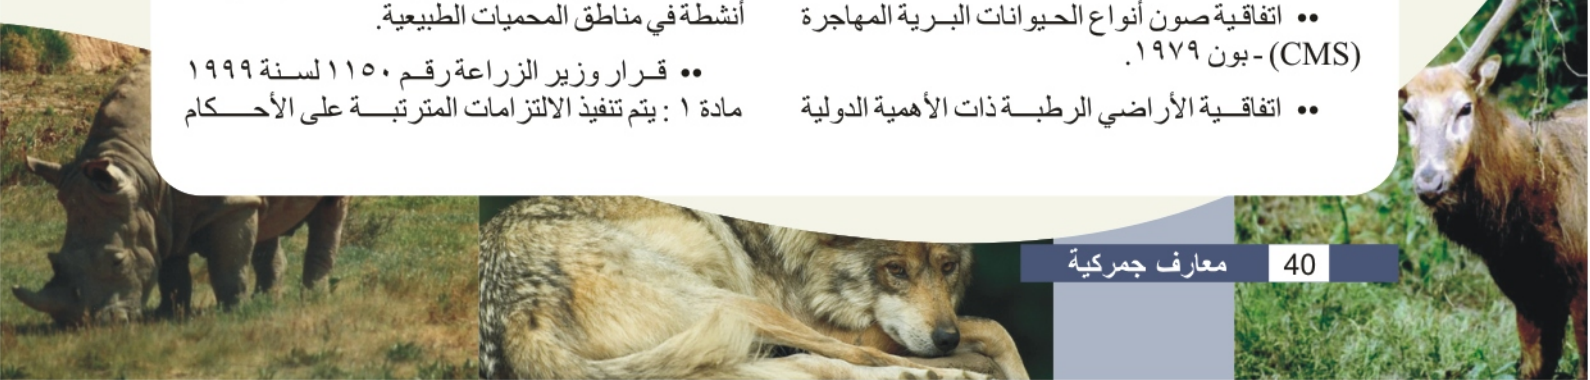 •• اتفاقية صون أنواع الحيوانات البرية المهاجرة
(CMS) - بون ١٩٧٩.
•• اتفاقية الأراضي الرطبة ذات الأهمية الدولية
أنشطة في مناطق المحميات الطبيعية.
•• قرار وزير الزراعة رقم ١١٥٠ لسنة ١٩٩٩
مادة ١ : يتم تنفيذ الالتزامات المترتبة على الأحكام
40 معارف جمركية